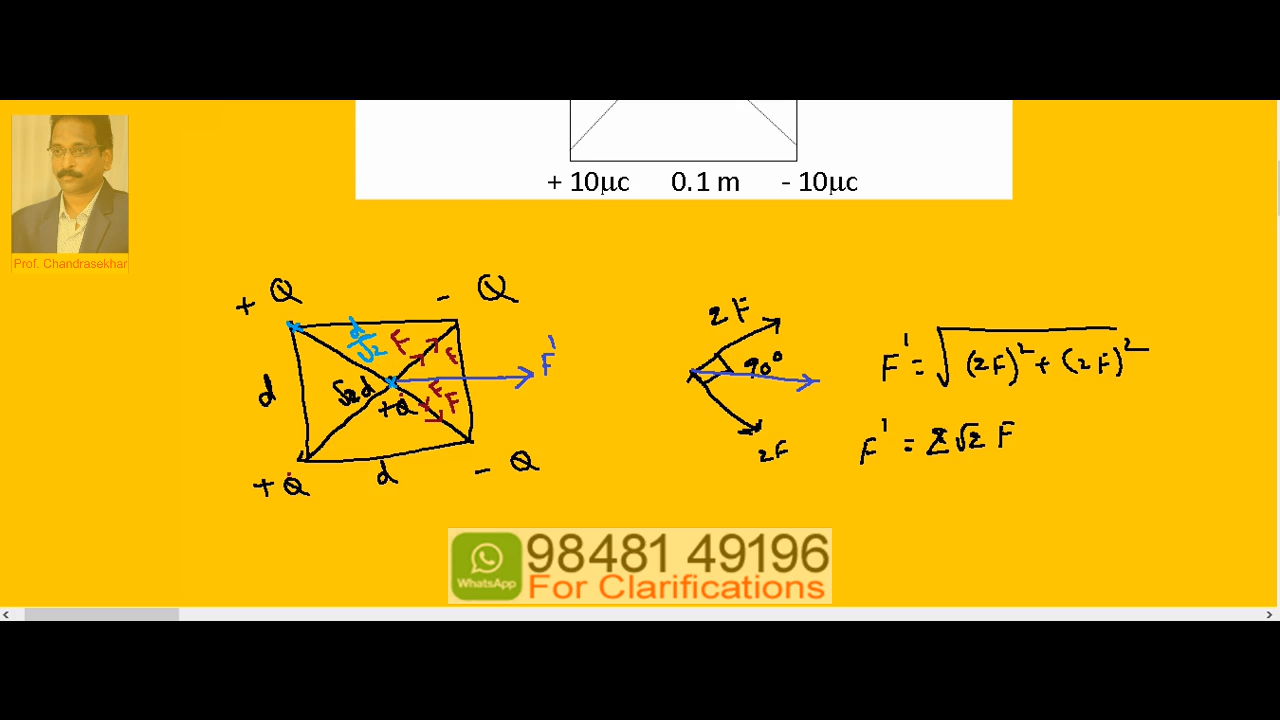 + 10μc 0.1 m - 10μc
Prof. Chandrasekhar
+ Q - Q
d/√2 F F F'
d √2d +Q F F
+ Q d - Q
2F
90°
2F
F' = √(2F)² + (2F)²
F' = 2√2 F
WhatsApp
98481 49196
For Clarifications